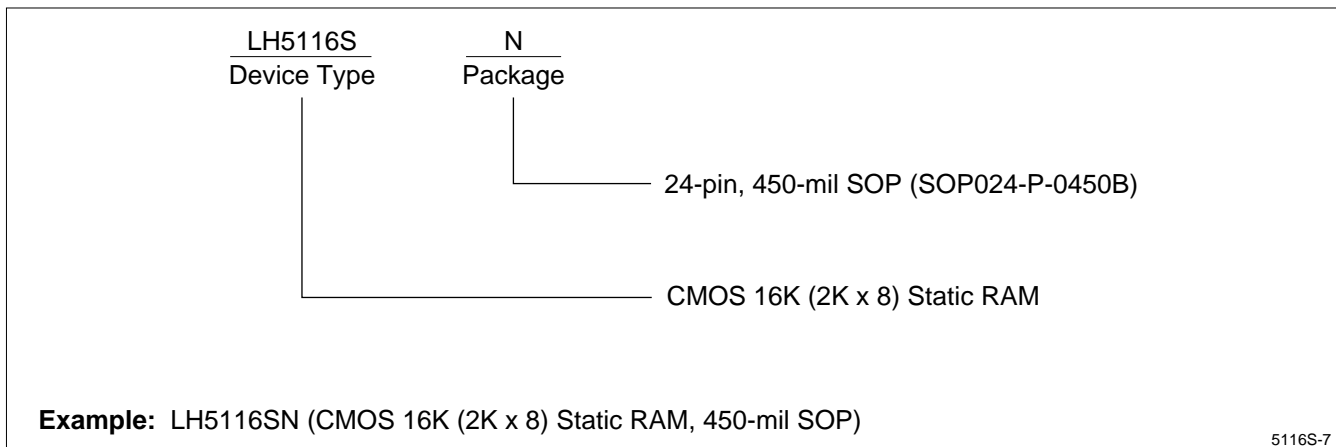 LH5116S N
Device Type Package
24-pin, 450-mil SOP (SOP024-P-0450B)
CMOS 16K (2K x 8) Static RAM
Example: LH5116SN (CMOS 16K (2K x 8) Static RAM, 450-mil SOP)
5116S-7